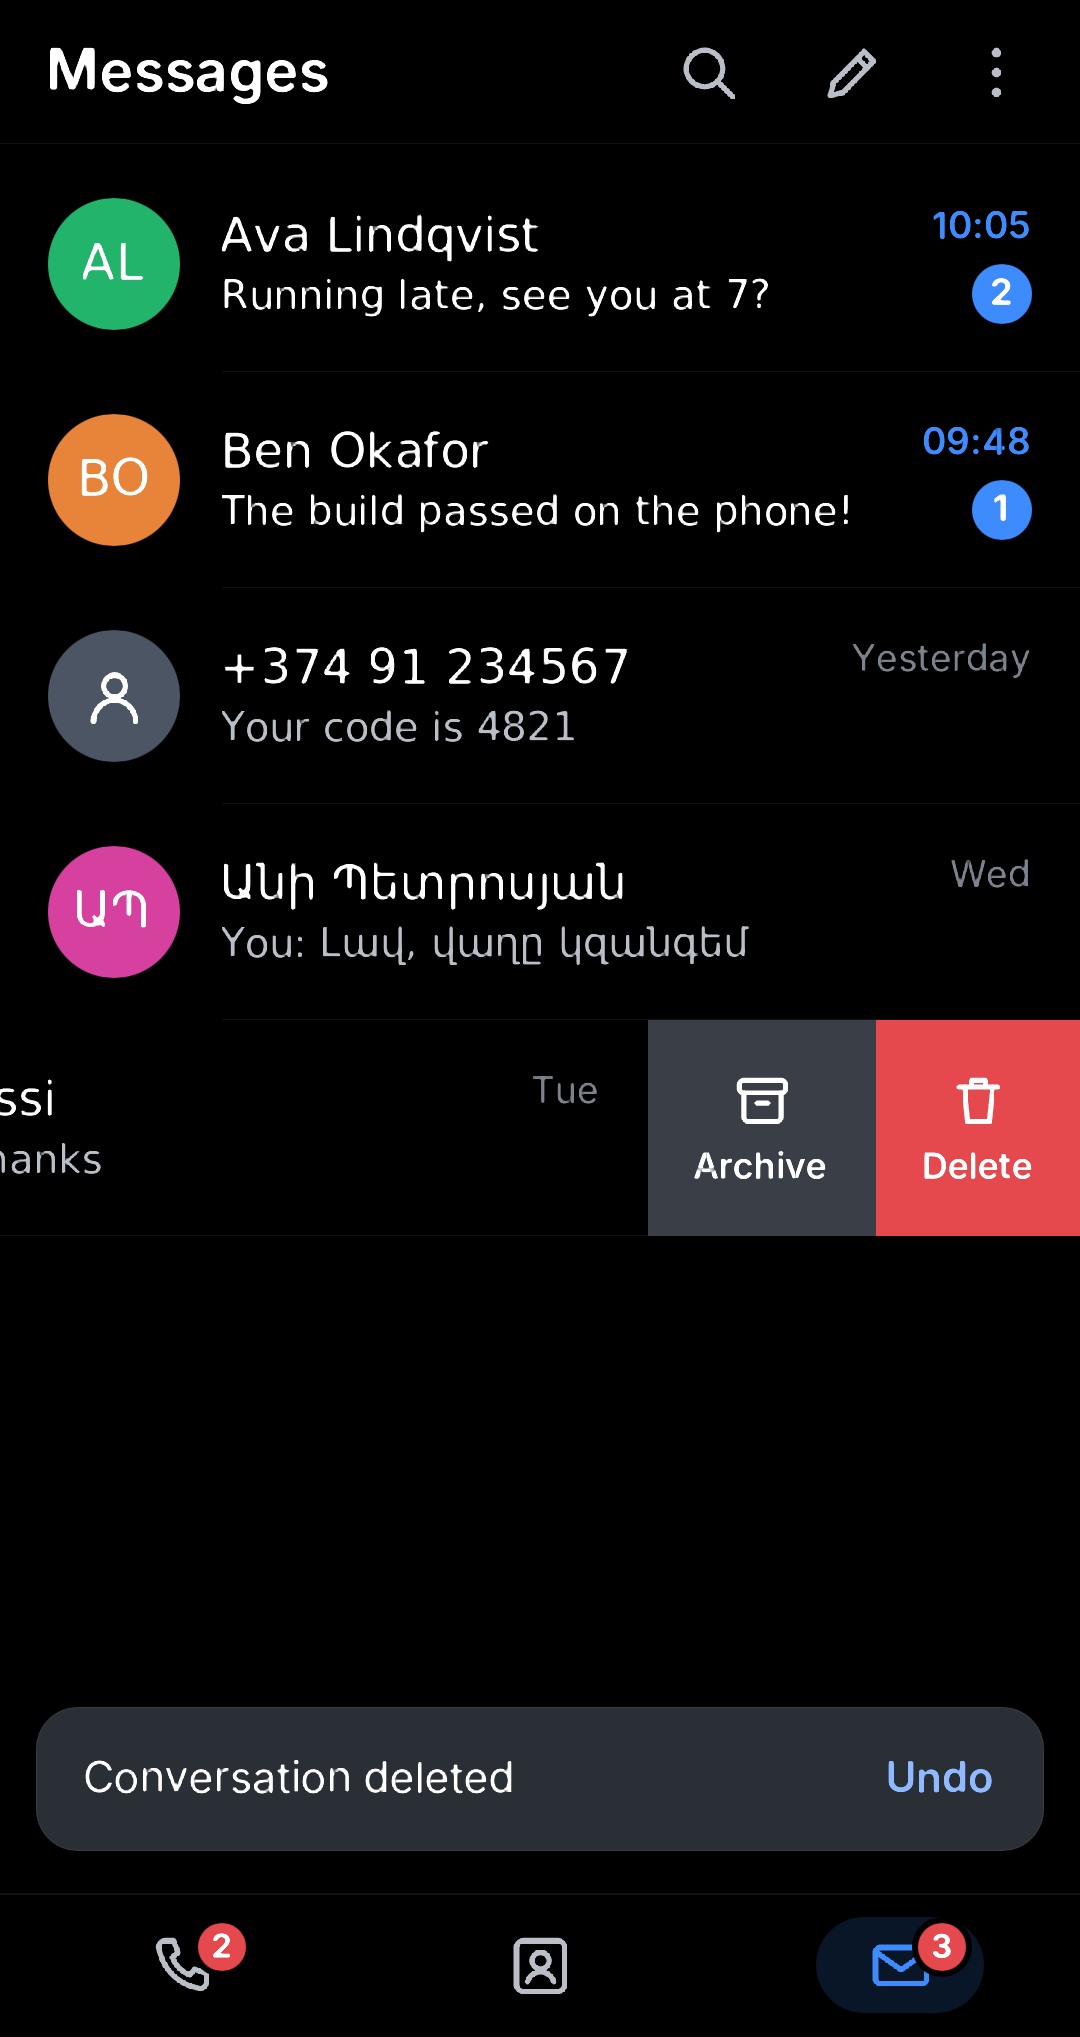 Messages
AL
Ava Lindqvist
10:05
Running late, see you at 7?
2
BO
Ben Okafor
09:48
The build passed on the phone!
1
+374 91 234567
Yesterday
Your code is 4821
ԱՊ
Անի Պետրոսյան
Wed
You: Լավ, վաղը կզանգեմ
ssi
Tue
hanks
Archive
Delete
Conversation deleted
Undo
2
3